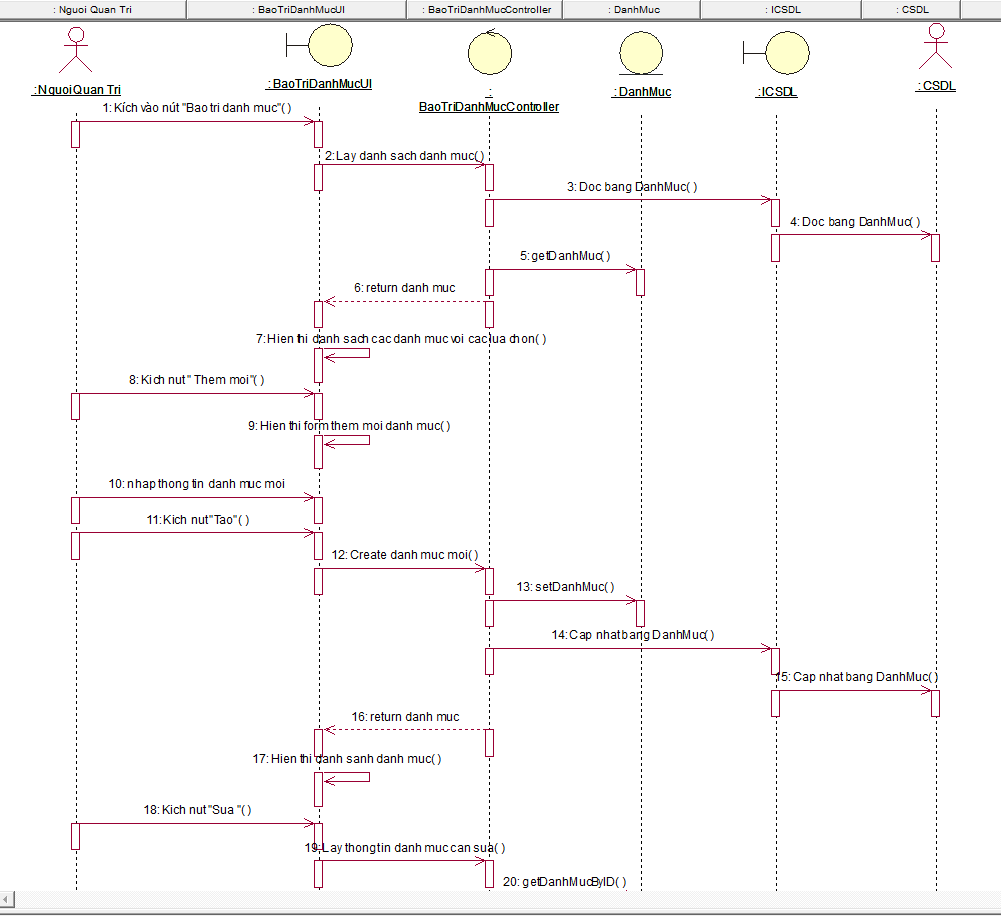 : Nguoi Quan Tri
: BaoTriDanhMucUI
: BaoTriDanhMucController
: DanhMuc
: ICSDL
: CSDL
: NguoiQuan Tri
: BaoTriDanhMucUI
:
BaoTriDanhMucController
: DanhMuc
: ICSDL
: CSDL
1: Kích vào nút "Bao tri danh muc"( )
2: Lay danh sach danh muc( )
3: Doc bang DanhMuc( )
4: Doc bang DanhMuc( )
5: getDanhMuc( )
6: return danh muc
7: Hien thi danh sach cac danh muc voi cac lua chon( )
8: Kich nut " Them moi"( )
9: Hien thi form them moi danh muc( )
10: nhap thong tin danh muc moi
11: Kich nut "Tao"( )
12: Create danh muc moi( )
13: setDanhMuc( )
14: Cap nhat bang DanhMuc( )
15: Cap nhat bang DanhMuc( )
16: return danh muc
17: Hien thi danh sanh danh muc( )
18: Kich nut "Sua "( )
19: Lay thong tin danh muc can sua( )
20: getDanhMucByID( )